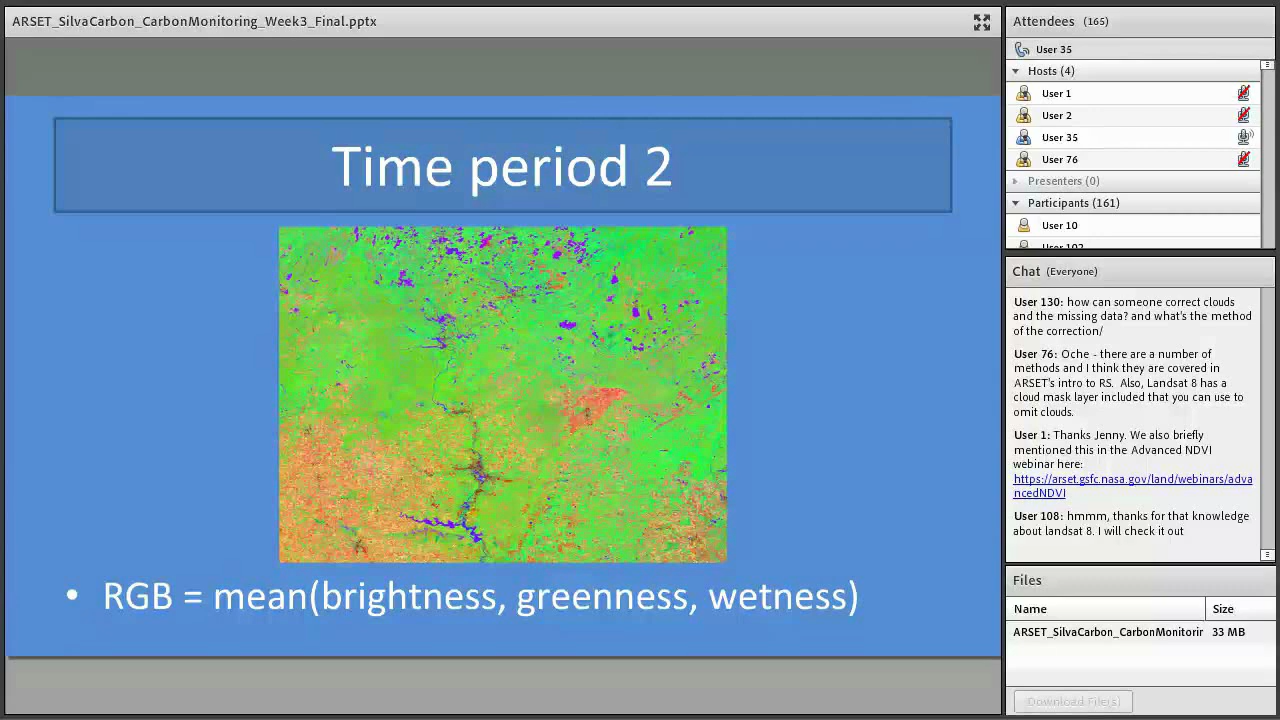 ARSET_SilvaCarbon_CarbonMonitoring_Week3_Final.pptx
Time period 2
• RGB = mean(brightness, greenness, wetness)
Attendees (165)
User 35
Hosts (4)
User 1
User 2
User 35
User 76
Presenters (0)
Participants (161)
User 10
User 102
Chat (Everyone)
User 130: how can someone correct clouds
and the missing data? and what's the method
of the correction/
User 76: Oche - there are a number of
methods and I think they are covered in
ARSET's intro to RS. Also, Landsat 8 has a
cloud mask layer included that you can use to
omit clouds.
User 1: Thanks Jenny. We also briefly
mentioned this in the Advanced NDVI
webinar here:
https://arset.gsfc.nasa.gov/land/webinars/adva
ncedNDVI
User 108: hmmm, thanks for that knowledge
about landsat 8. I will check it out
Files
Name Size
ARSET_SilvaCarbon_CarbonMonitorir 33 MB
Download File(s)